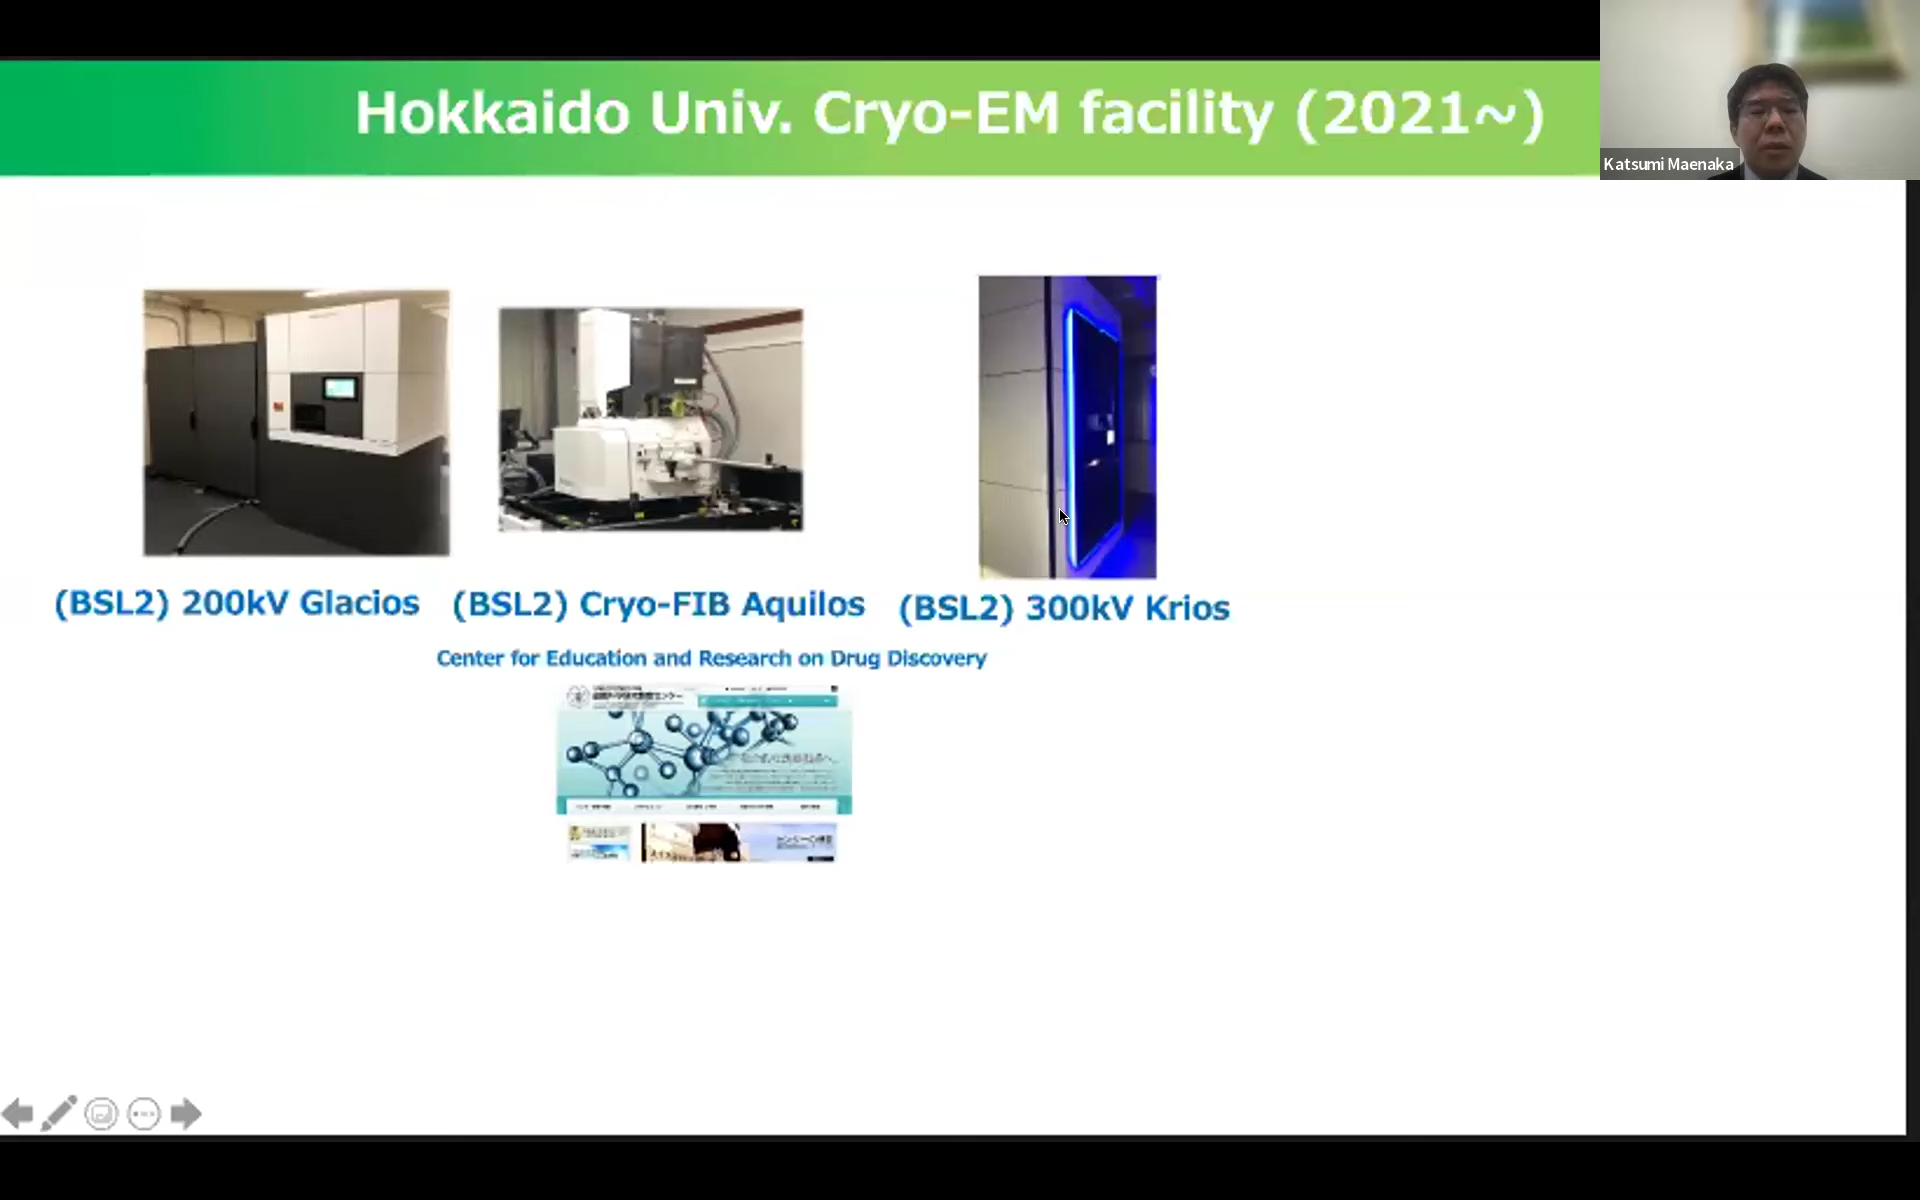 Hokkaido Univ. Cryo-EM facility (2021~)
Katsumi Maenaka
(BSL2) 200kV Glacios
(BSL2) Cryo-FIB Aquilos
(BSL2) 300kV Krios
Center for Education and Research on Drug Discovery